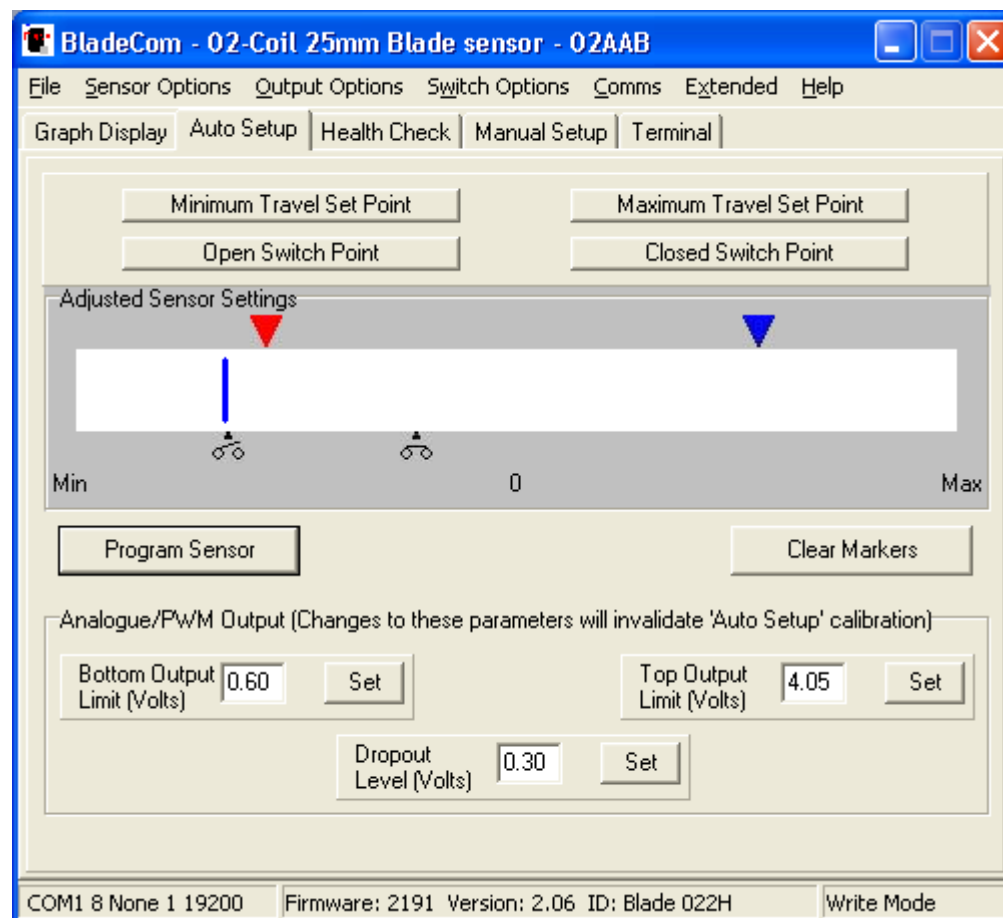 BladeCom - 02-Coil 25mm Blade sensor - 02AAB
File Sensor Options Output Options Switch Options Comms Extended Help
Graph Display Auto Setup Health Check Manual Setup Terminal
Minimum Travel Set Point Maximum Travel Set Point
Open Switch Point Closed Switch Point
Adjusted Sensor Settings
Min 0 Max
Program Sensor Clear Markers
Analogue/PWM Output (Changes to these parameters will invalidate 'Auto Setup' calibration)
Bottom Output
Limit (Volts)
0.60 Set
Top Output
Limit (Volts)
4.05 Set
Dropout
Level (Volts)
0.30 Set
COM1 8 None 1 19200 Firmware: 2191 Version: 2.06 ID: Blade 022H Write Mode